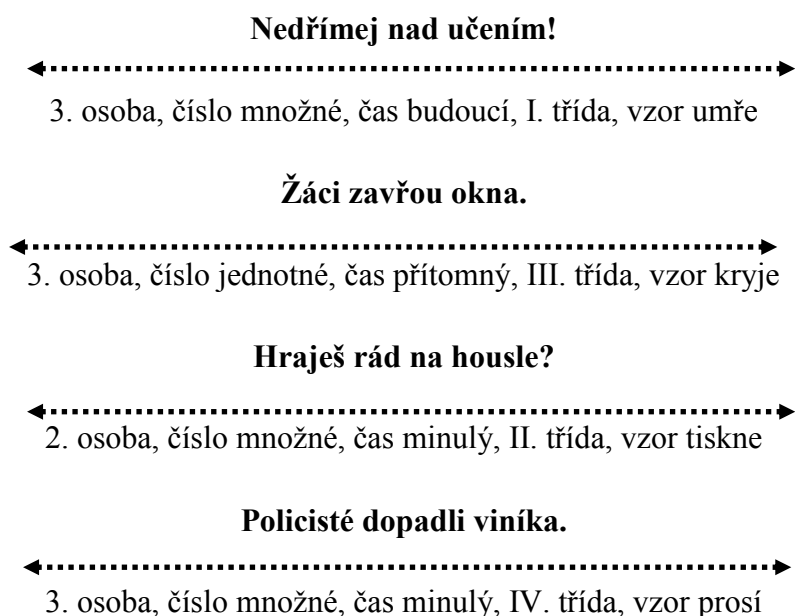 Nedřímej nad učením!
3. osoba, číslo množné, čas budoucí, I. třída, vzor umře
Žáci zavřou okna.
3. osoba, číslo jednotné, čas přítomný, III. třída, vzor kryje
Hraješ rád na housle?
2. osoba, číslo množné, čas minulý, II. třída, vzor tiskne
Policisté dopadli viníka.
3. osoba, číslo množné, čas minulý, IV. třída, vzor prosí